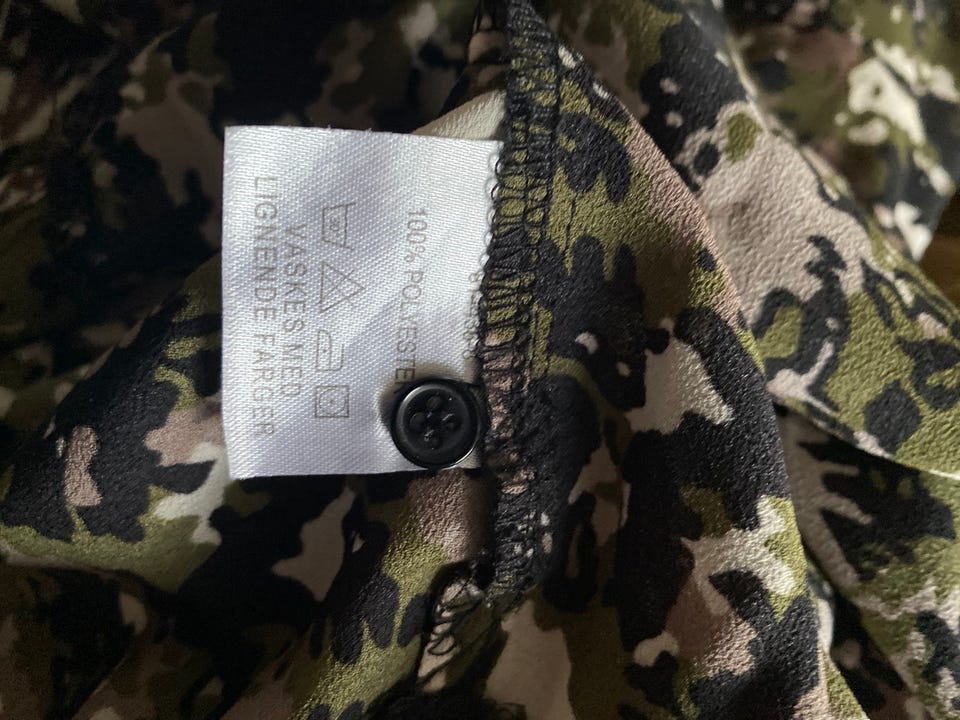 100% POLYESTER
VASKES MED
LIGNENDE FARGER